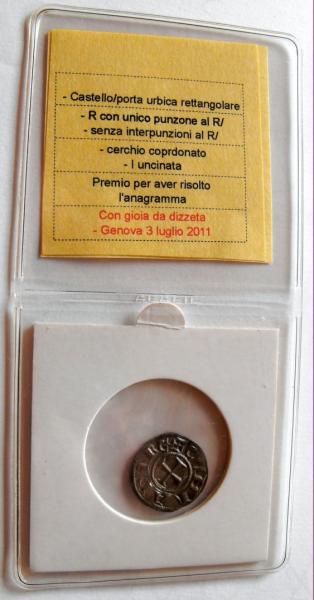 - Castello/porta urbica rettangolare
- R con unico punzone al R/
- senza interpunzioni al R/
- cerchio coprdonato
- I uncinata
Premio per aver risolto
l'anagramma
Con gioia da dizzeta
- Genova 3 luglio 2011